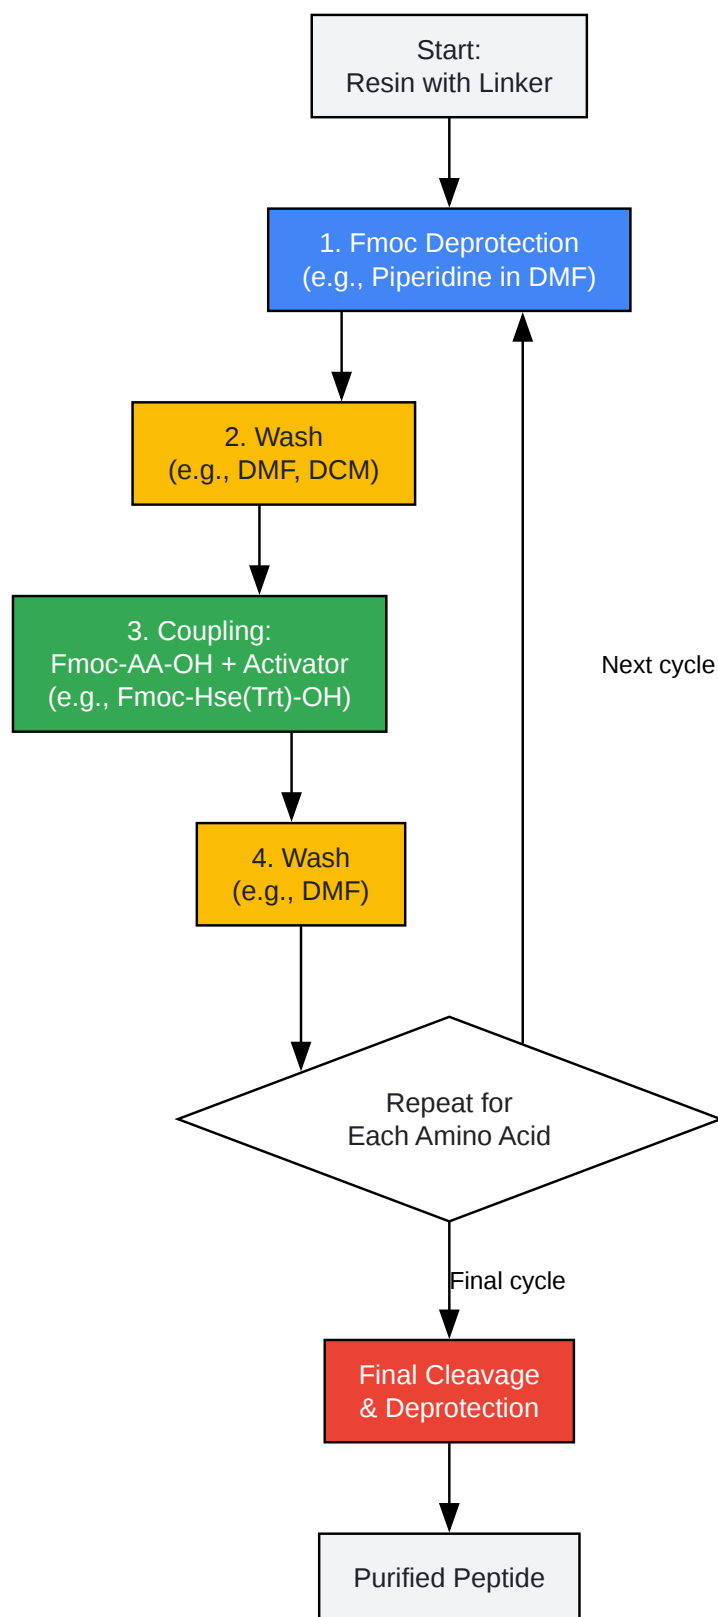 Start:
Resin with Linker
1. Fmoc Deprotection
(e.g., Piperidine in DMF)
2. Wash
(e.g., DMF, DCM)
3. Coupling:
Fmoc-AA-OH + Activator
(e.g., Fmoc-Hse(Trt)-OH)
Next cycle
4. Wash
(e.g., DMF)
Repeat for
Each Amino Acid
Final cycle
Final Cleavage
& Deprotection
Purified Peptide